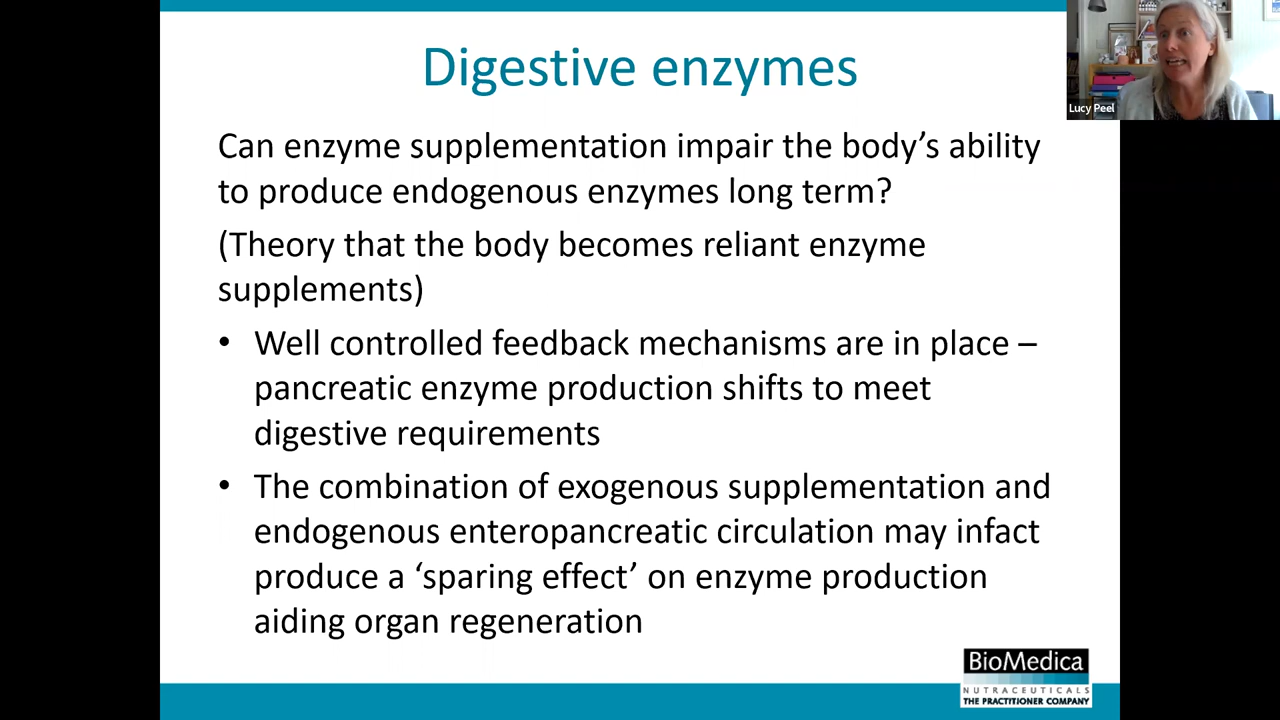 Digestive enzymes
Lucy Peel
Can enzyme supplementation impair the body’s ability
to produce endogenous enzymes long term?
(Theory that the body becomes reliant enzyme
supplements)
• Well controlled feedback mechanisms are in place –
pancreatic enzyme production shifts to meet
digestive requirements
• The combination of exogenous supplementation and
endogenous enteropancreatic circulation may infact
produce a ‘sparing effect’ on enzyme production
aiding organ regeneration
BioMedica
NUTRACEUTICALS
THE PRACTITIONER COMPANY